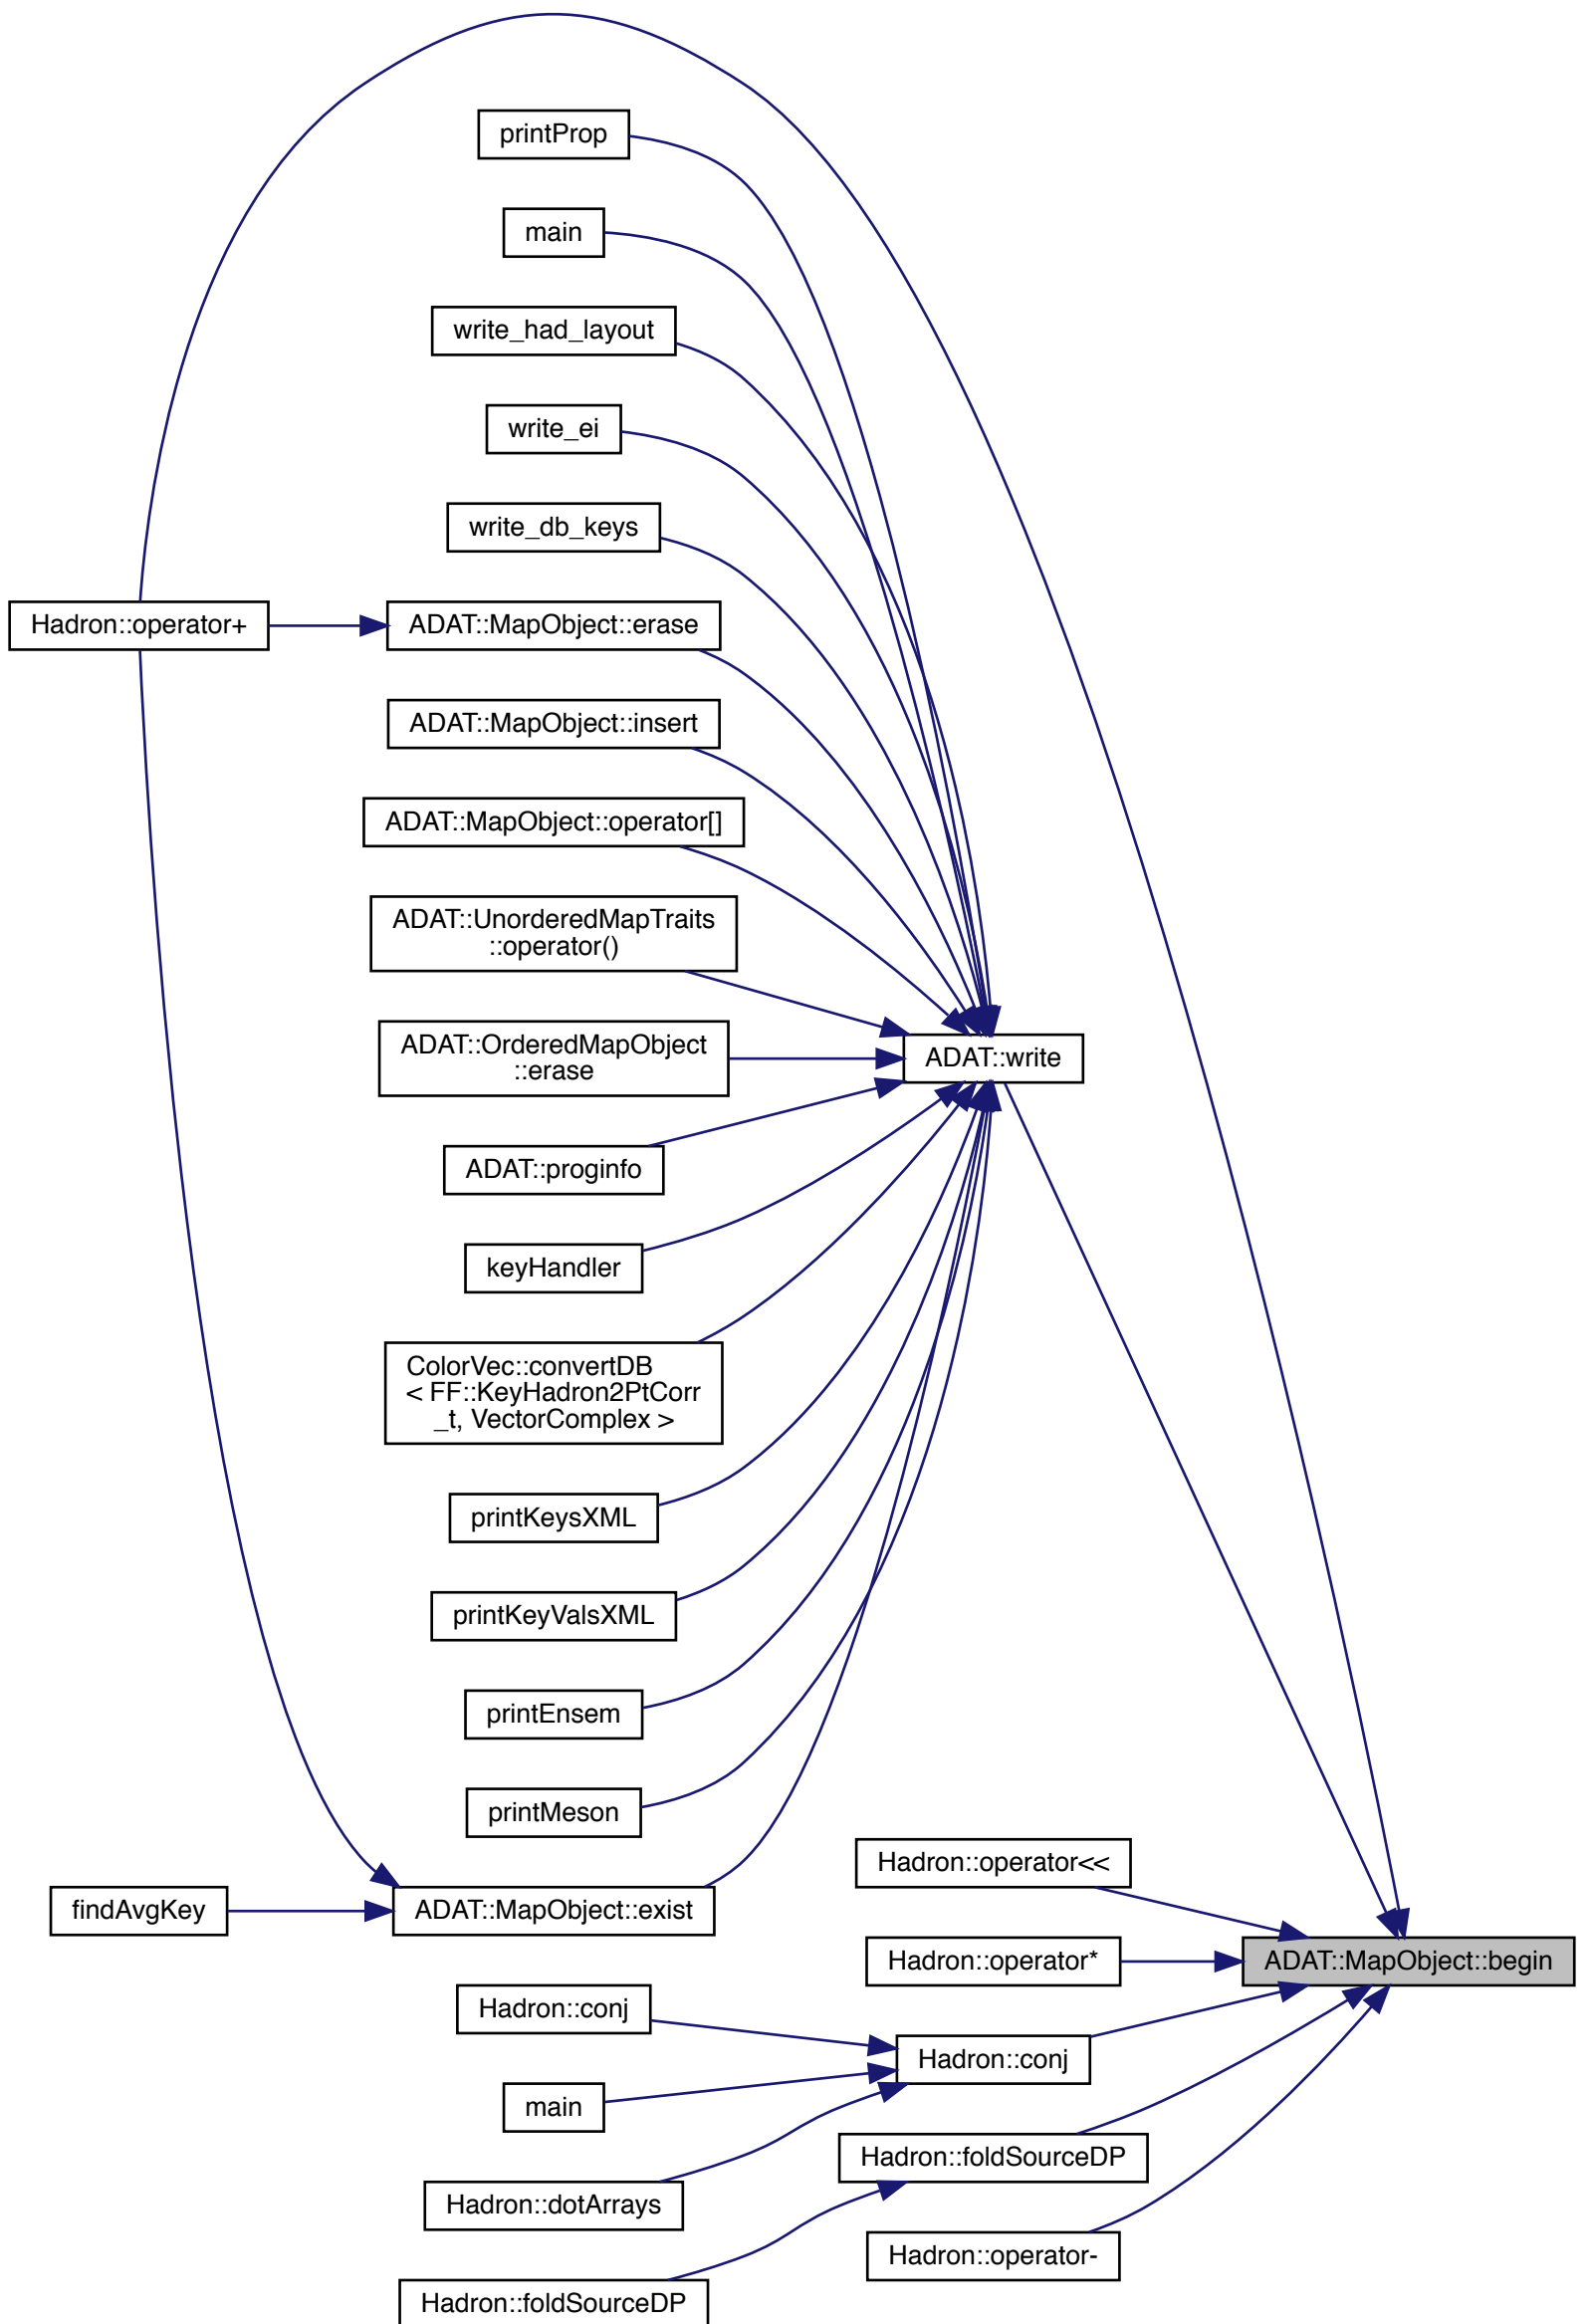 printProp
main
write_had_layout
write_ei
write_db_keys
Hadron::operator+
ADAT::MapObject::erase
ADAT::MapObject::insert
ADAT::MapObject::operator[]
ADAT::UnorderedMapTraits
::operator()
ADAT::OrderedMapObject
::erase
ADAT::write
ADAT::proginfo
keyHandler
ColorVec::convertDB
< FF::KeyHadron2PtCorr
_t, VectorComplex >
printKeysXML
printKeyValsXML
printEnsem
printMeson
Hadron::operator<<
findAvgKey
ADAT::MapObject::exist
Hadron::operator*
ADAT::MapObject::begin
Hadron::conj
Hadron::conj
main
Hadron::foldSourceDP
Hadron::dotArrays
Hadron::operator-
Hadron::foldSourceDP